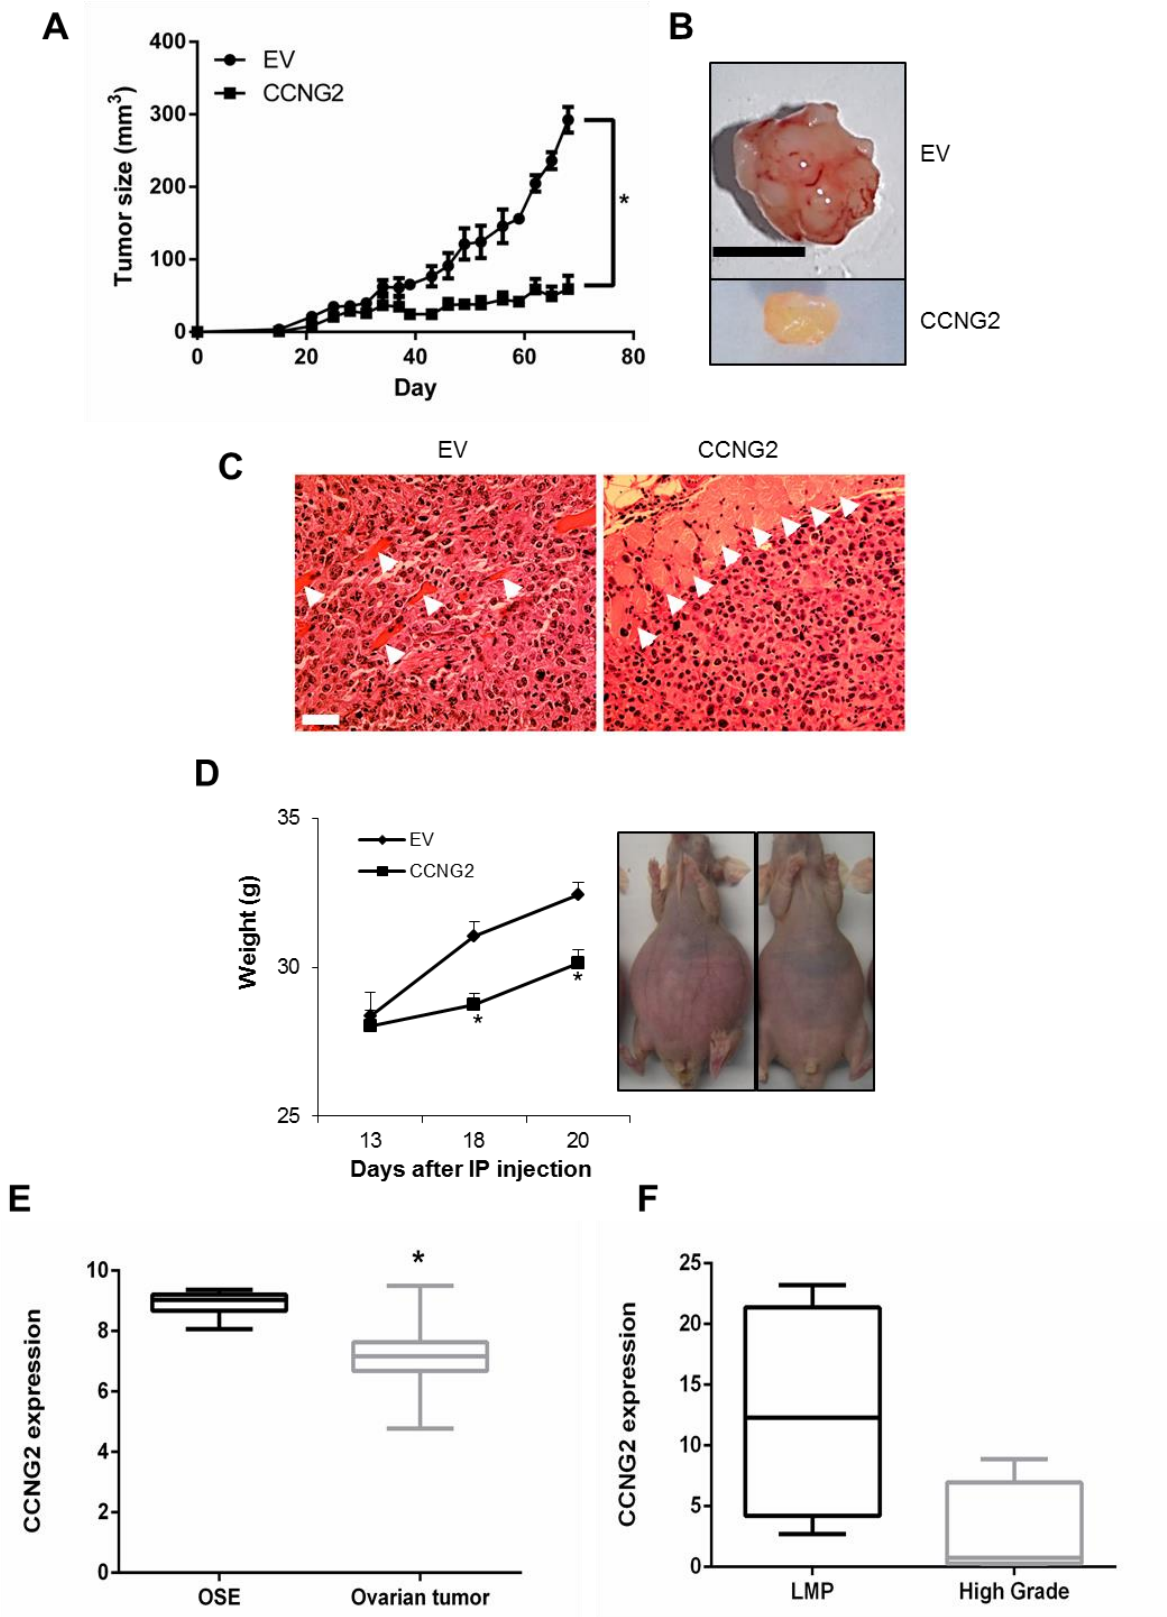 A
400
300
200
100
0
Tumor size (mm3)
EV
CCNG2
*
0 20 40 60 80
Day
B
EV
CCNG2
C
EV CCNG2
D
35
30
25
Weight (g)
EV
CCNG2
*
*
13 18 20
Days after IP injection
E
*
10
8
6
4
2
0
CCNG2 expression
OSE Ovarian tumor
F
25
20
15
10
5
0
CCNG2 expression
LMP High Grade